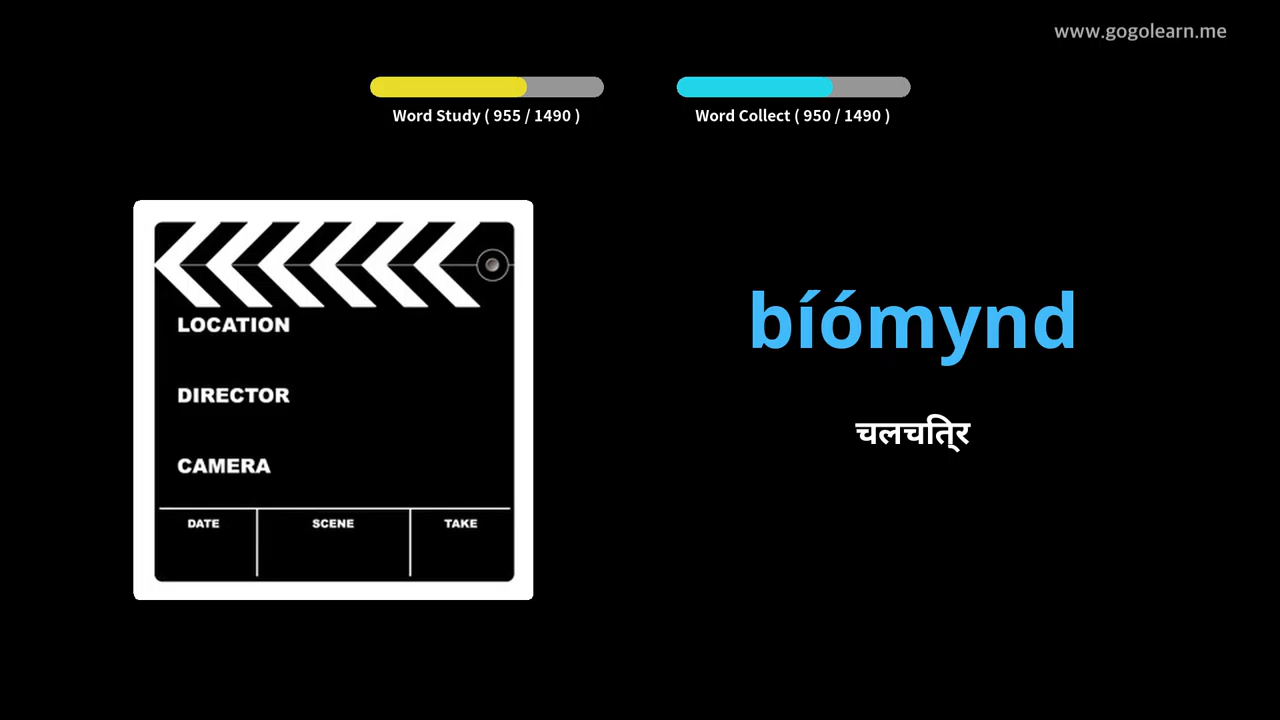 www.gogolearn.me
Word Study ( 955 / 1490 )
Word Collect ( 950 / 1490 )
LOCATION
DIRECTOR
CAMERA
DATE
SCENE
TAKE
bíómynd
चलचित्र